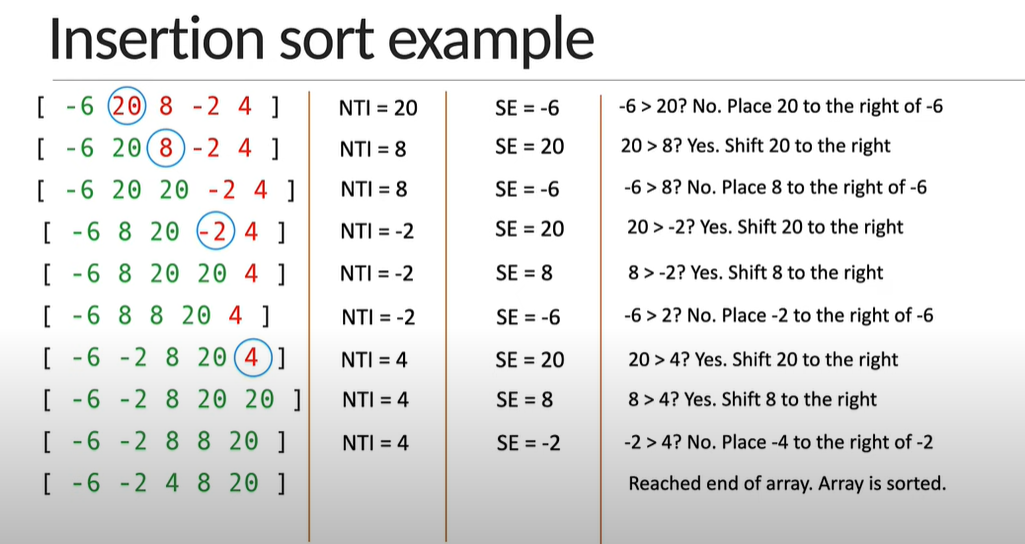 Insertion sort example
[ -6 20 8 -2 4 ] NTI = 20 SE = -6 -6 > 20? No. Place 20 to the right of -6
[ -6 20 8 -2 4 ] NTI = 8 SE = 20 20 > 8? Yes. Shift 20 to the right
[ -6 20 20 -2 4 ] NTI = 8 SE = -6 -6 > 8? No. Place 8 to the right of -6
[ -6 8 20 -2 4 ] NTI = -2 SE = 20 20 > -2? Yes. Shift 20 to the right
[ -6 8 20 20 4 ] NTI = -2 SE = 8 8 > -2? Yes. Shift 8 to the right
[ -6 8 8 20 4 ] NTI = -2 SE = -6 -6 > 2? No. Place -2 to the right of -6
[ -6 -2 8 20 4 ] NTI = 4 SE = 20 20 > 4? Yes. Shift 20 to the right
[ -6 -2 8 20 20 ] NTI = 4 SE = 8 8 > 4? Yes. Shift 8 to the right
[ -6 -2 8 8 20 ] NTI = 4 SE = -2 -2 > 4? No. Place -4 to the right of -2
[ -6 -2 4 8 20 ] Reached end of array. Array is sorted.